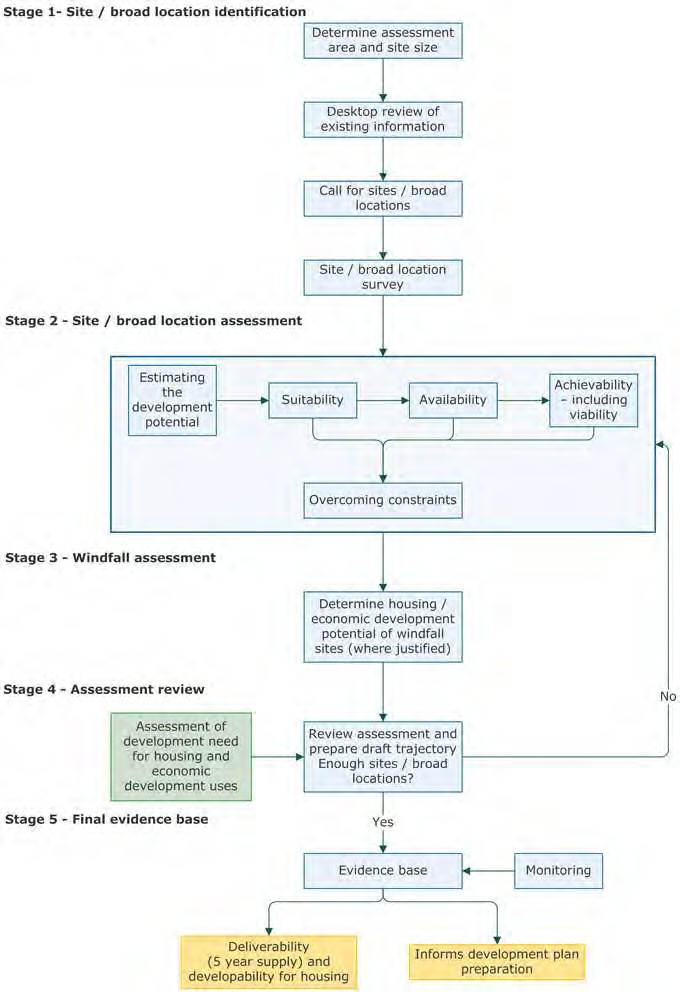 Stage 1- Site / broad location identification
Determine assessment
area and site size
Desktop review of
existing information
Call for sites / broad
locations
Site / broad location
survey
Stage 2 - Site / broad location assessment
Estimating
the
development
potential
Suitability
Availability
Achievability
– including
viability
Overcoming constraints
Stage 3 - Windfall assessment
Determine housing /
economic development
potential of windfall
sites (where justified)
Stage 4 - Assessment review
Assessment of
development need
for housing and
economic
development uses
Review assessment and
prepare draft trajectory
Enough sites / broad
locations?
No
Stage 5 - Final evidence base
Yes
Evidence base
Monitoring
Deliverability
(5 year supply) and
developability for housing
Informs development plan
preparation